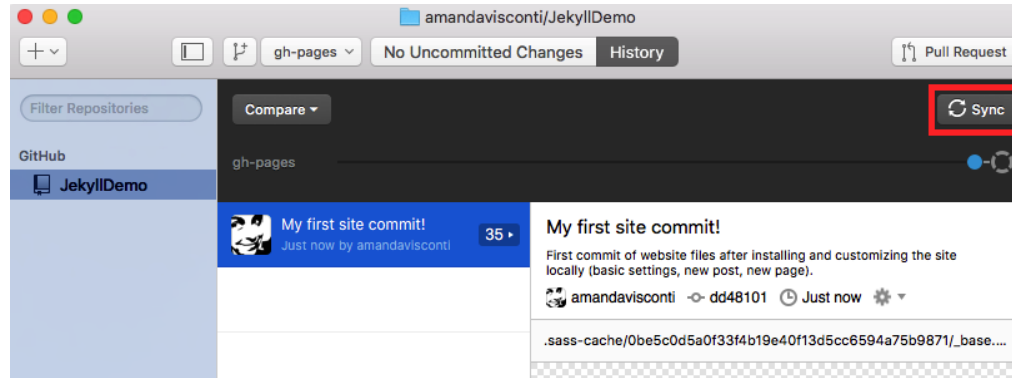 amandavisconti/JekyllDemo
gh-pages
No Uncommitted Changes
History
Pull Request
Filter Repositories
Compare
Sync
GitHub
gh-pages
JekyllDemo
My first site commit!
Just now by amandavisconti
35
My first site commit!
First commit of website files after installing and customizing the site
locally (basic settings, new post, new page).
amandavisconti
dd48101
Just now
.sass-cache/0be5c0d5a0f33f4b19e40f13d5cc6594a75b9871/_base....